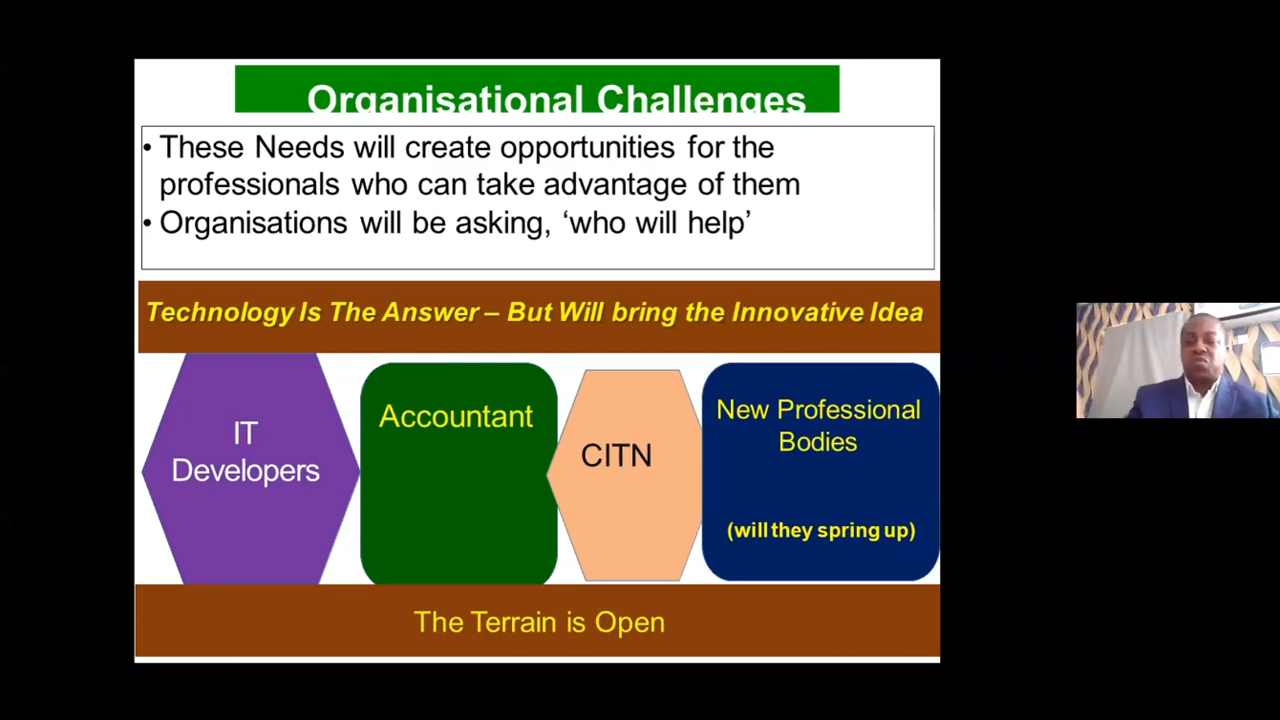 Organisational Challenges
• These Needs will create opportunities for the
professionals who can take advantage of them
• Organisations will be asking, ‘who will help’
Technology Is The Answer – But Will bring the Innovative Idea
IT
Developers
Accountant
CITN
New Professional
Bodies
(will they spring up)
The Terrain is Open